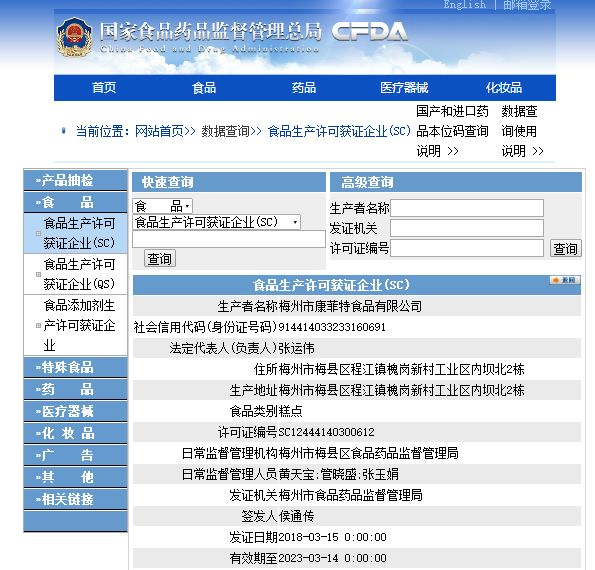 English | 邮箱登录
国家食品药品监督管理总局 CFDA
China Food and Drug Administration
首页 食品 药品 医疗器械 化妆品
当前位置：网站首页>> 数据查询>> 食品生产许可获证企业(SC)
国产和进口药品本位码查询说明 >>
数据查询使用说明 >>
产品抽检
食 品
食品生产许可
获证企业(SC)
食品生产许可
获证企业(QS)
食品添加剂生
产许可获证企
业
特殊食品
药 品
医疗器械
化 妆 品
广 告
其 他
相关链接
快速查询
食 品
食品生产许可获证企业(SC)
查询
高级查询
生产者名称
发证机关
许可证编号 查询
食品生产许可获证企业(SC) 返回
生产者名称 梅州市康菲特食品有限公司
社会信用代码(身份证号码) 914414033233160691
法定代表人(负责人) 张运伟
住所 梅州市梅县区程江镇槐岗新村工业区内坝北2栋
生产地址 梅州市梅县区程江镇槐岗新村工业区内坝北2栋
食品类别 糕点
许可证编号 SC12444140300612
日常监督管理机构 梅州市梅县区食品药品监督管理局
日常监督管理人员 黄天宝;管晓盛;张玉娟
发证机关 梅州市食品药品监督管理局
签发人 侯通传
发证日期 2018-03-15 0:00:00
有效期至 2023-03-14 0:00:00